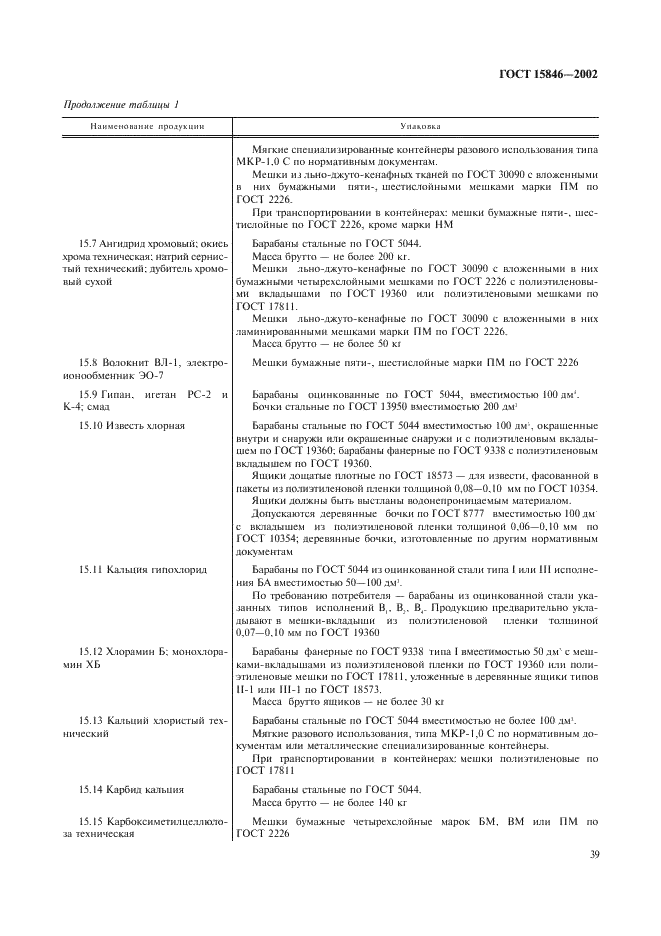 ГОСТ 15846—2002
Продолжение таблицы 1
Наименование продукции
Упаковка
Мягкие специализированные контейнеры разового использования типа
МКР-1,0 С по нормативным документам.
Мешки из льно-джуто-кенафных тканей по ГОСТ 30090 с вложенными
в них бумажными пяти-, шестислойными мешками марки ПМ по
ГОСТ 2226.
При транспортировании в контейнерах: мешки бумажные пяти-, шес-
тислойные по ГОСТ 2226, кроме марки НМ
15.7 Ангидрид хромовый; окись
хрома техническая; натрий сернис-
тый технический; дубитель хромо-
вый сухой
Барабаны стальные по ГОСТ 5044.
Масса брутто — не более 200 кг.
Мешки льно-джуто-кенафные по ГОСТ 30090 с вложенными в них
бумажными четырехслойными мешками по ГОСТ 2226 с полиэтиленовы-
ми вкладышами по ГОСТ 19360 или полиэтиленовыми мешками по
ГОСТ 17811.
Мешки льно-джуто-кенафные по ГОСТ 30090 с вложенными в них
ламинированными мешками марки ПМ по ГОСТ 2226.
Масса брутто — не более 50 кг
15.8 Волокнит ВЛ-1, электро-
ионообменник ЭО-7
Мешки бумажные пяти-, шестислойные марки ПМ по ГОСТ 2226
15.9 Гипан, игетан РС-2 и
К-4; смад
Барабаны оцинкованные по ГОСТ 5044, вместимостью 100 дм³.
Бочки стальные по ГОСТ 13950 вместимостью 200 дм³
15.10 Известь хлорная
Барабаны стальные по ГОСТ 5044 вместимостью 100 дм³, окрашенные
внутри и снаружи или окрашенные снаружи и с полиэтиленовым вклады-
шем по ГОСТ 19360; барабаны фанерные по ГОСТ 9338 с полиэтиленовым
вкладышем по ГОСТ 19360.
Ящики дощатые плотные по ГОСТ 18573 — для извести, фасованной в
пакеты из полиэтиленовой пленки толщиной 0,08—0,10 мм по ГОСТ 10354.
Ящики должны быть выстланы водонепроницаемым материалом.
Допускаются деревянные бочки по ГОСТ 8777 вместимостью 100 дм³
с вкладышем из полиэтиленовой пленки толщиной 0,06—0,10 мм по
ГОСТ 10354; деревянные бочки, изготовленные по другим нормативным
документам
15.11 Кальция гипохлорид
Барабаны по ГОСТ 5044 из оцинкованной стали типа I или III исполне-
ния БА вместимостью 50—100 дм³.
По требованию потребителя — барабаны из оцинкованной стали ука-
занных типов исполнений В₁, В₂, В₄. Продукцию предварительно укла-
дывают в мешки-вкладыши из полиэтиленовой пленки толщиной
0,07—0,10 мм по ГОСТ 19360
15.12 Хлорамин Б; монохлора-
мин ХБ
Барабаны фанерные по ГОСТ 9338 типа I вместимостью 50 дм³ с меш-
ками-вкладышами из полиэтиленовой пленки по ГОСТ 19360 или поли-
этиленовые мешки по ГОСТ 17811, уложенные в деревянные ящики типов
II-1 или III-1 по ГОСТ 18573.
Масса брутто ящиков — не более 30 кг
15.13 Кальций хлористый тех-
нический
Барабаны стальные по ГОСТ 5044 вместимостью не более 100 дм³.
Мягкие разового использования, типа МКР-1,0 С по нормативным до-
кументам или металлические специализированные контейнеры.
При транспортировании в контейнерах: мешки полиэтиленовые по
ГОСТ 17811
15.14 Карбид кальция
Барабаны стальные по ГОСТ 5044.
Масса брутто — не более 140 кг
15.15 Карбоксиметилцеллюло-
за техническая
Мешки бумажные четырехслойные марок БМ, ВМ или ПМ по
ГОСТ 2226
39